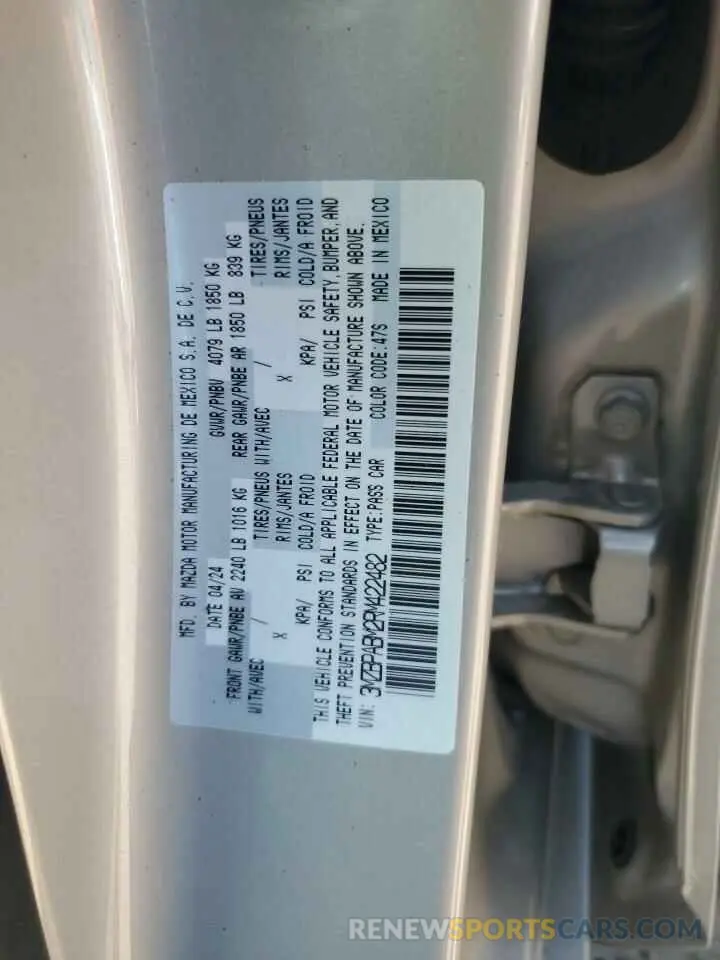 MFD. BY MAZDA MOTOR MANUFACTURING DE MEXICO S.A. DE C.V.
DATE 04/24 GVWR/PNBV 4079 LB 1850 KG
FRONT GAWR/PNBE AV 2240 LB 1016 KG REAR GAWR/PNBE AR 1850 LB 839 KG
WITH/AVEC / TIRES/PNEUS WITH/AVEC / TIRES/PNEUS
X RIMS/JANTES X RIMS/JANTES
KPA/ PSI COLD/A FROID KPA/ PSI COLD/A FROID
THIS VEHICLE CONFORMS TO ALL APPLICABLE FEDERAL MOTOR VEHICLE SAFETY, BUMPER, AND
THEFT PREVENTION STANDARDS IN EFFECT ON THE DATE OF MANUFACTURE SHOWN ABOVE.
VIN: 3MZBPABM2RM422482 TYPE:PASS CAR COLOR CODE:47S MADE IN MEXICO
RENEWSPORTSCARS.COM